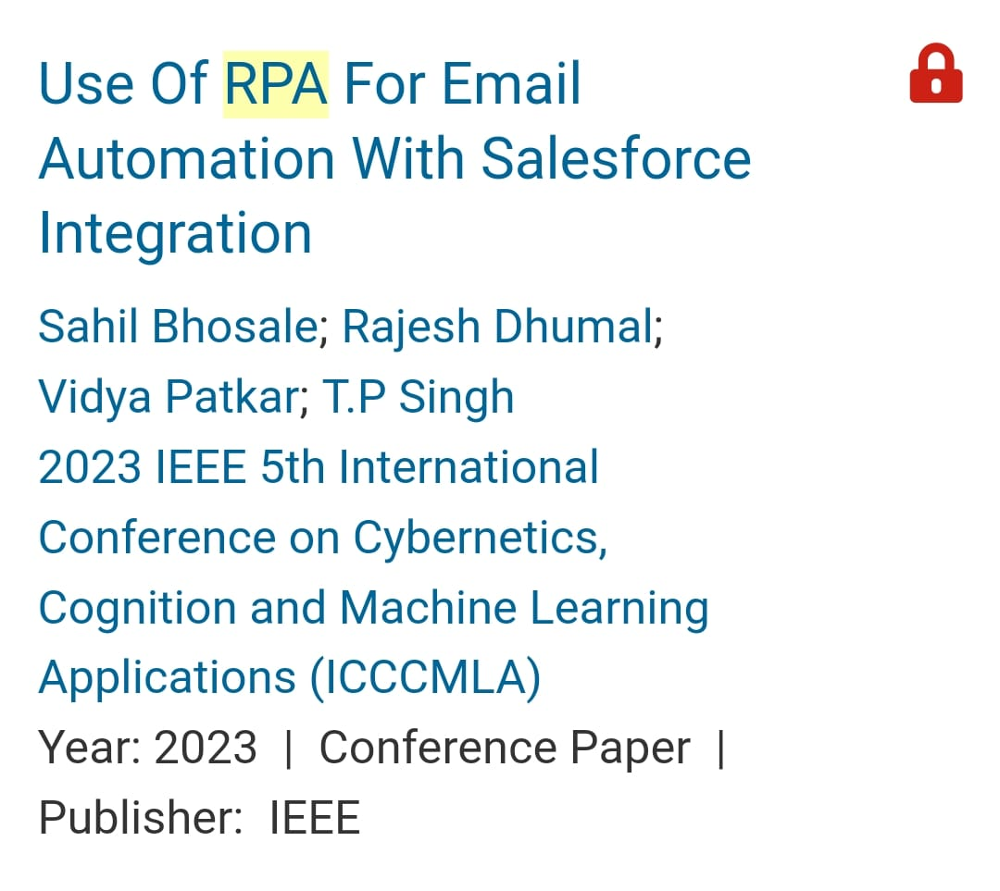 Use Of RPA For Email
Automation With Salesforce
Integration
Sahil Bhosale; Rajesh Dhumal;
Vidya Patkar; T.P Singh
2023 IEEE 5th International
Conference on Cybernetics,
Cognition and Machine Learning
Applications (ICCCMLA)
Year: 2023 | Conference Paper |
Publisher: IEEE